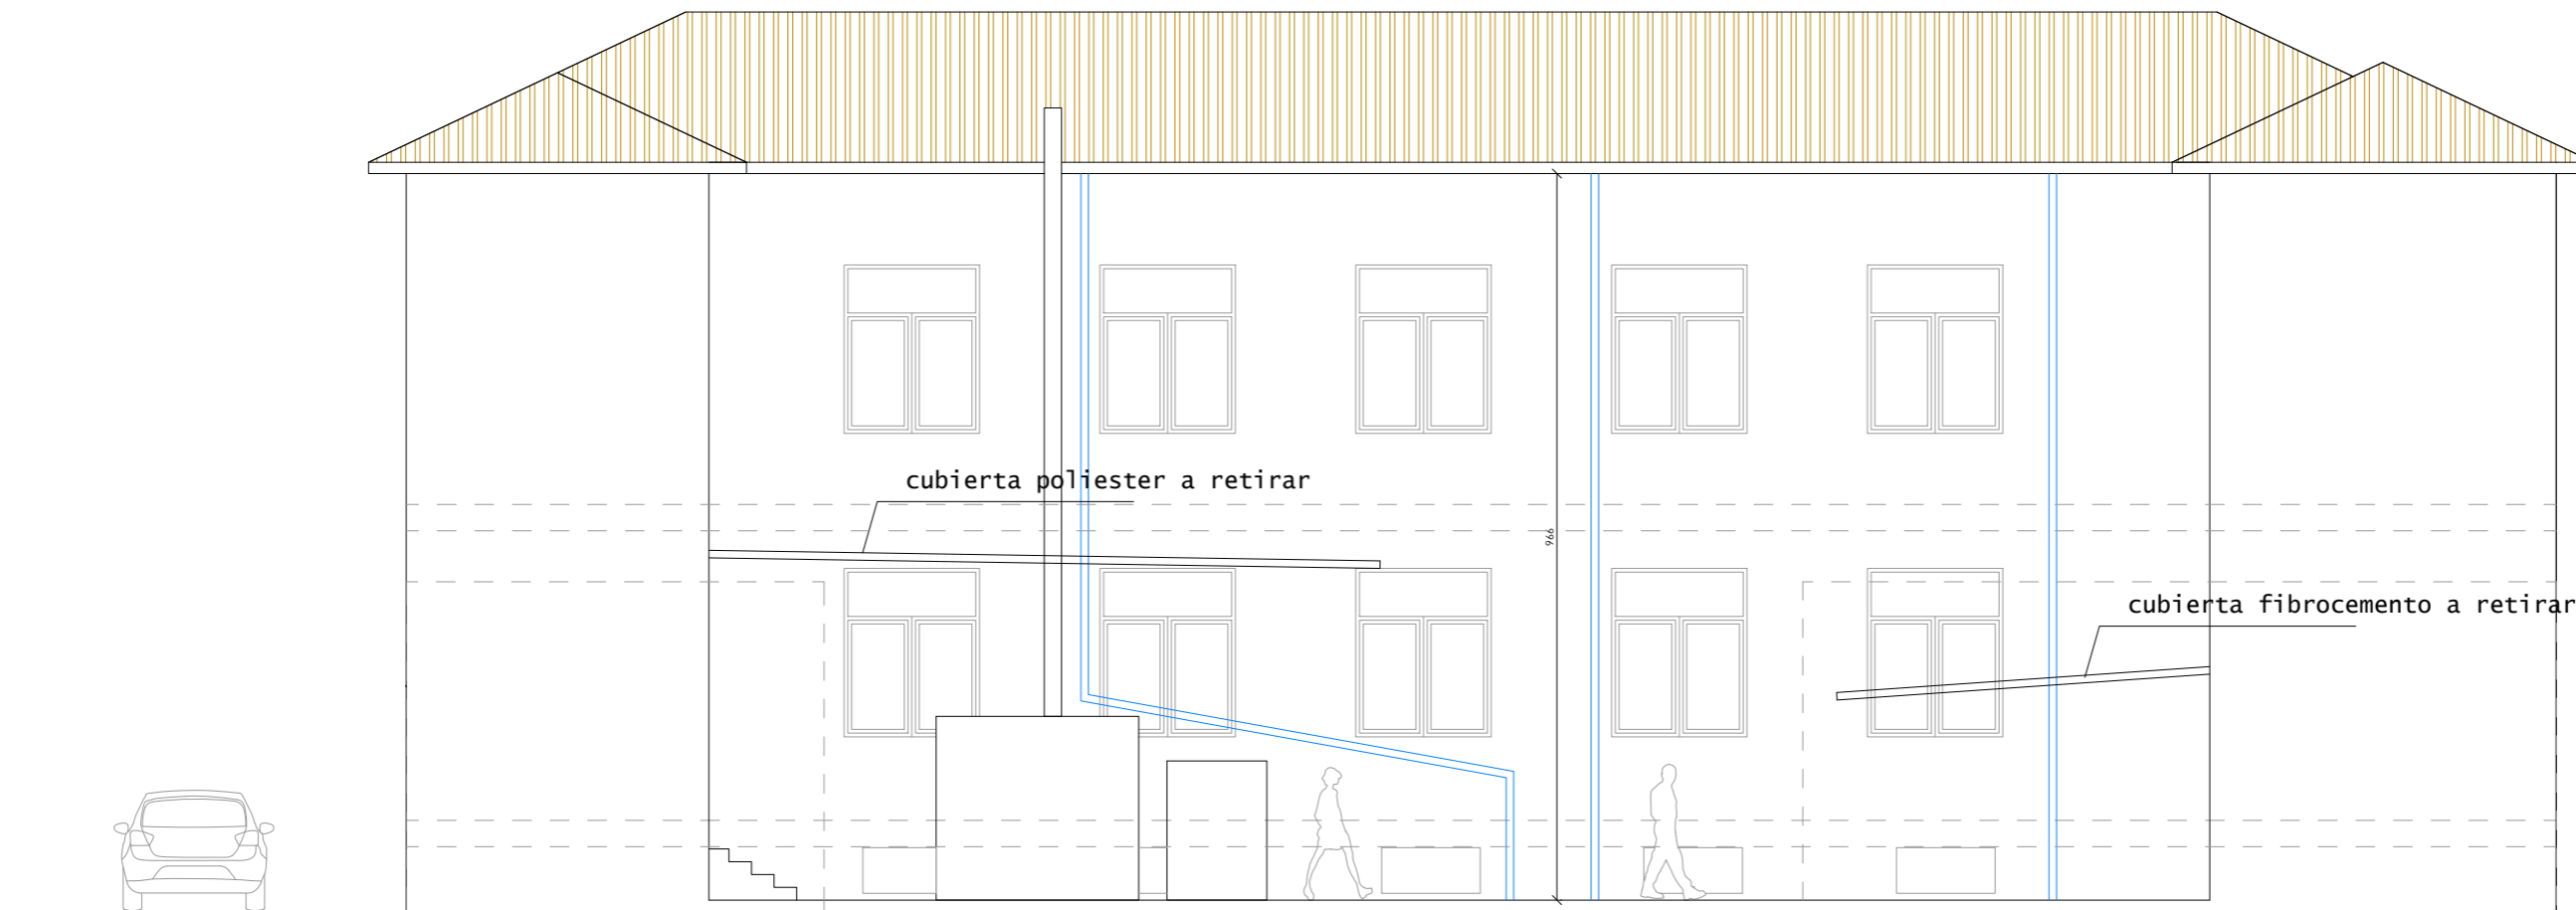 cubierta poliester a retirar
966
cubierta fibrocemento a retirar